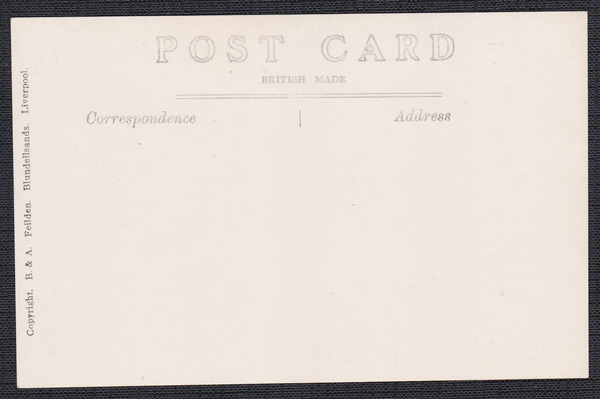 POST CARD
BRITISH MADE
Correspondence | Address
Copyright. B. & A. Feilden. Blundellsands. Liverpool.